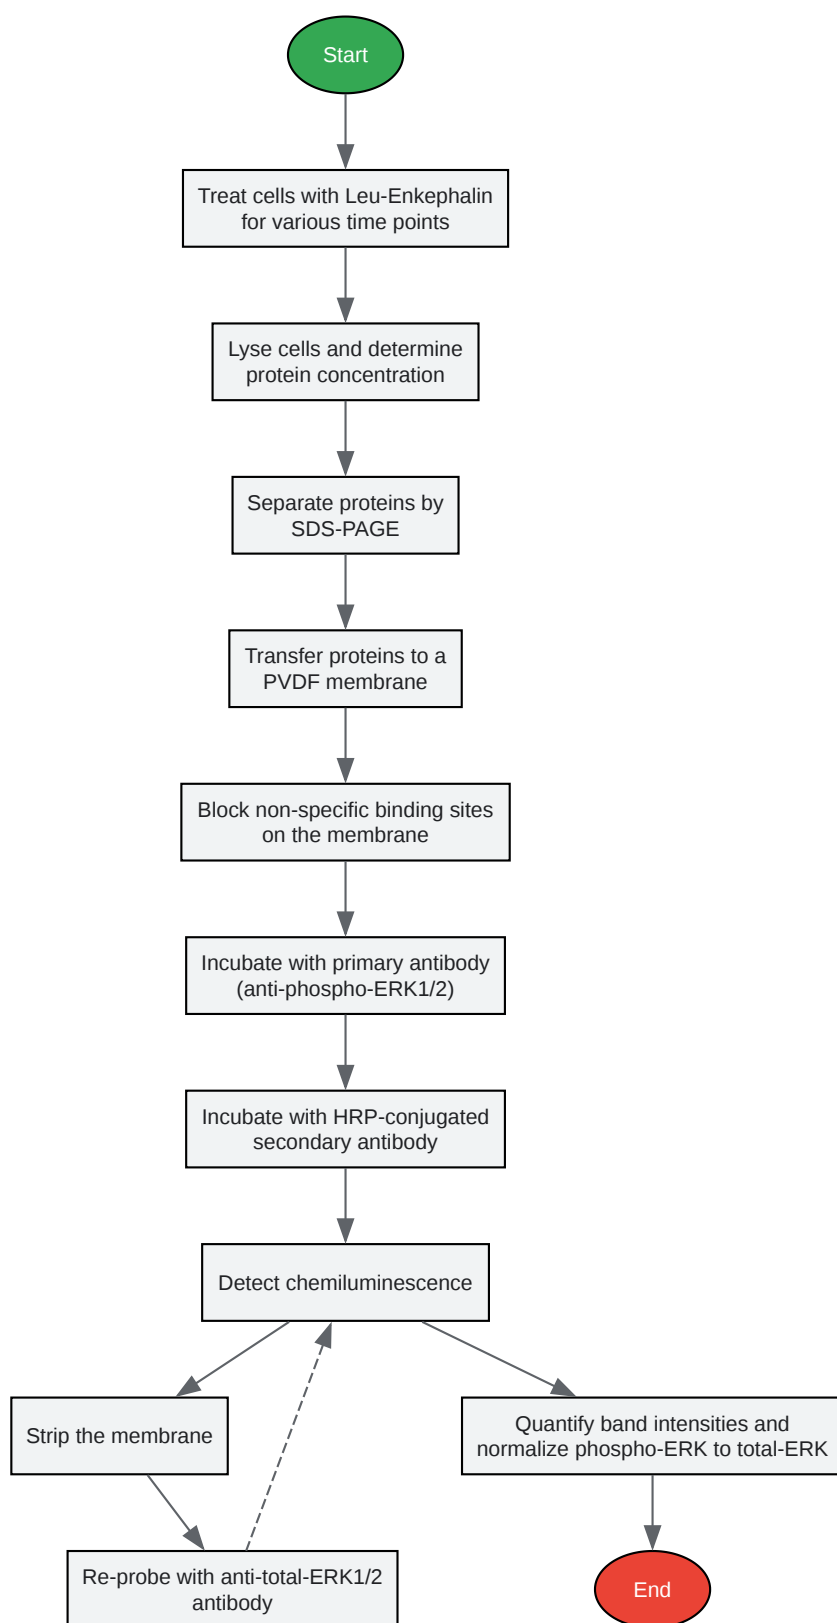 Start
Treat cells with Leu-Enkephalin
for various time points
Lyse cells and determine
protein concentration
Separate proteins by
SDS-PAGE
Transfer proteins to a
PVDF membrane
Block non-specific binding sites
on the membrane
Incubate with primary antibody
(anti-phospho-ERK1/2)
Incubate with HRP-conjugated
secondary antibody
Detect chemiluminescence
Strip the membrane
Quantify band intensities and
normalize phospho-ERK to total-ERK
Re-probe with anti-total-ERK1/2
antibody
End